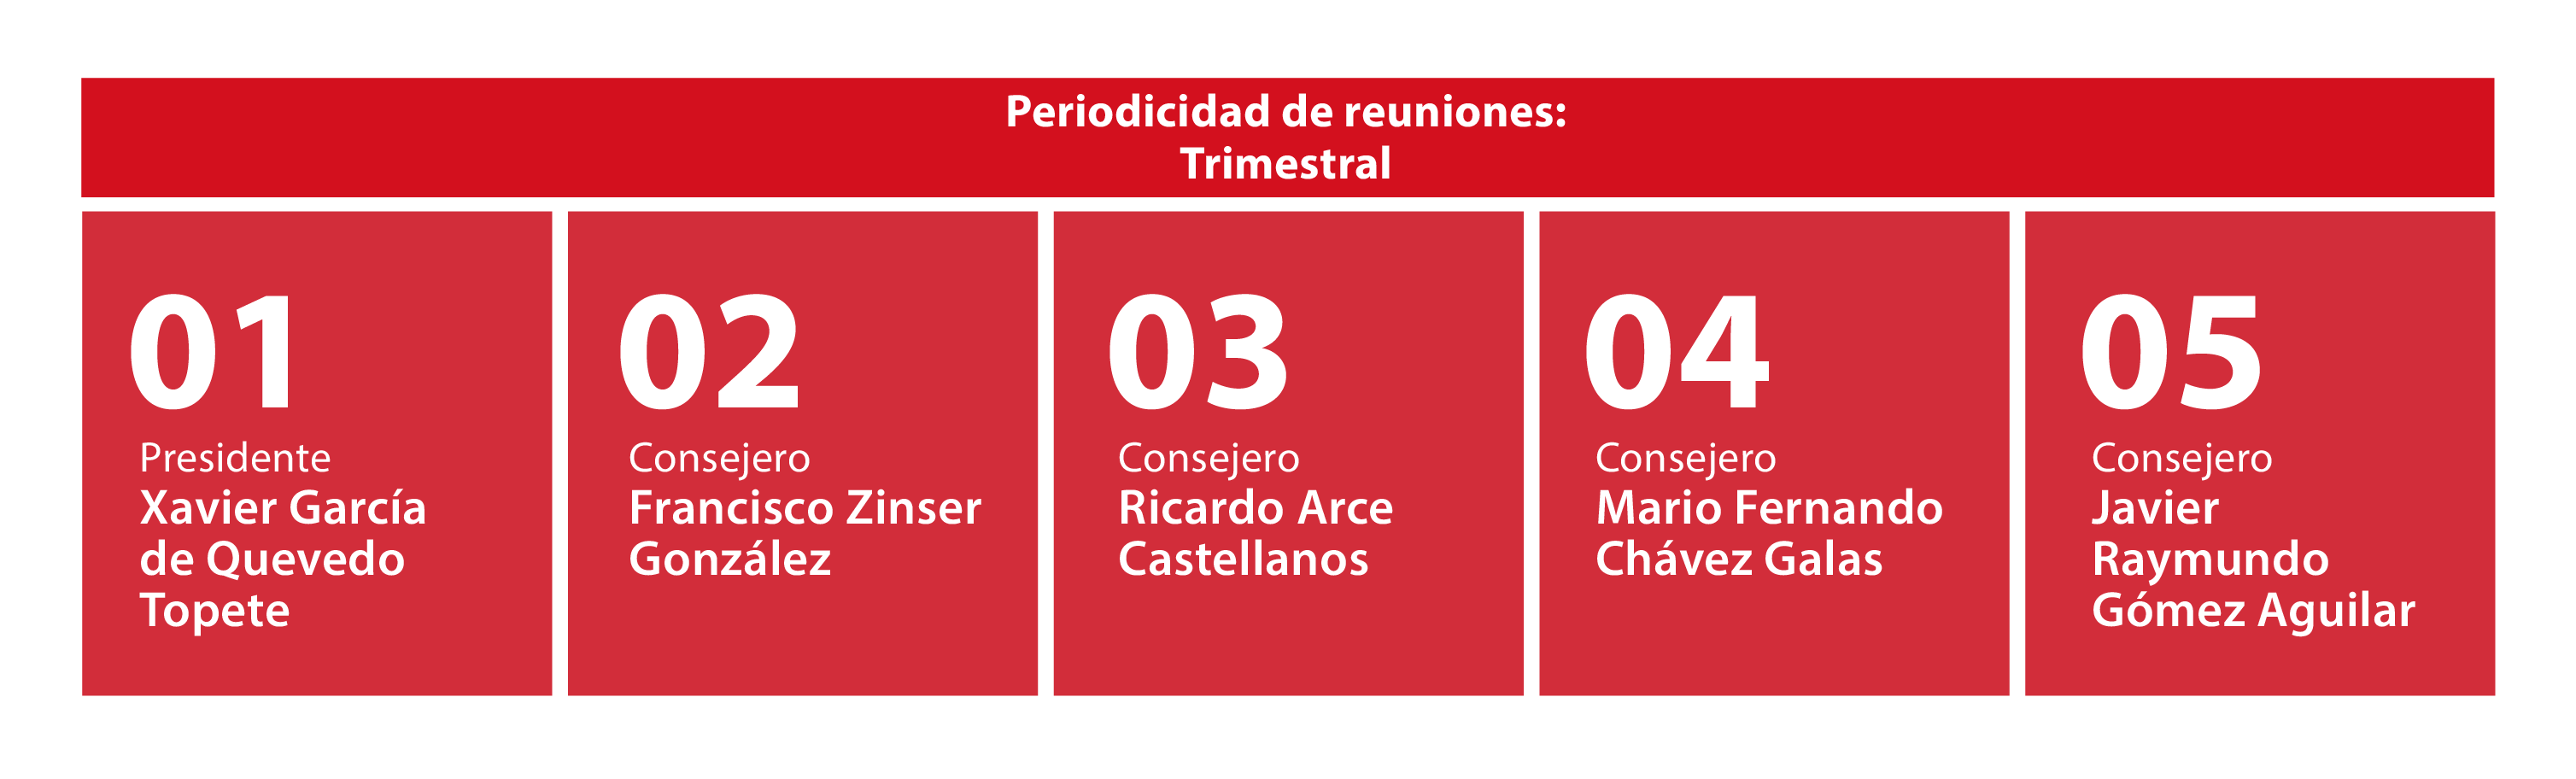 Periodicidad de reuniones:
Trimestral
01
Presidente
Xavier García
de Quevedo
Topete
02
Consejero
Francisco Zinser
González
03
Consejero
Ricardo Arce
Castellanos
04
Consejero
Mario Fernando
Chávez Galas
05
Consejero
Javier
Raymundo
Gómez Aguilar